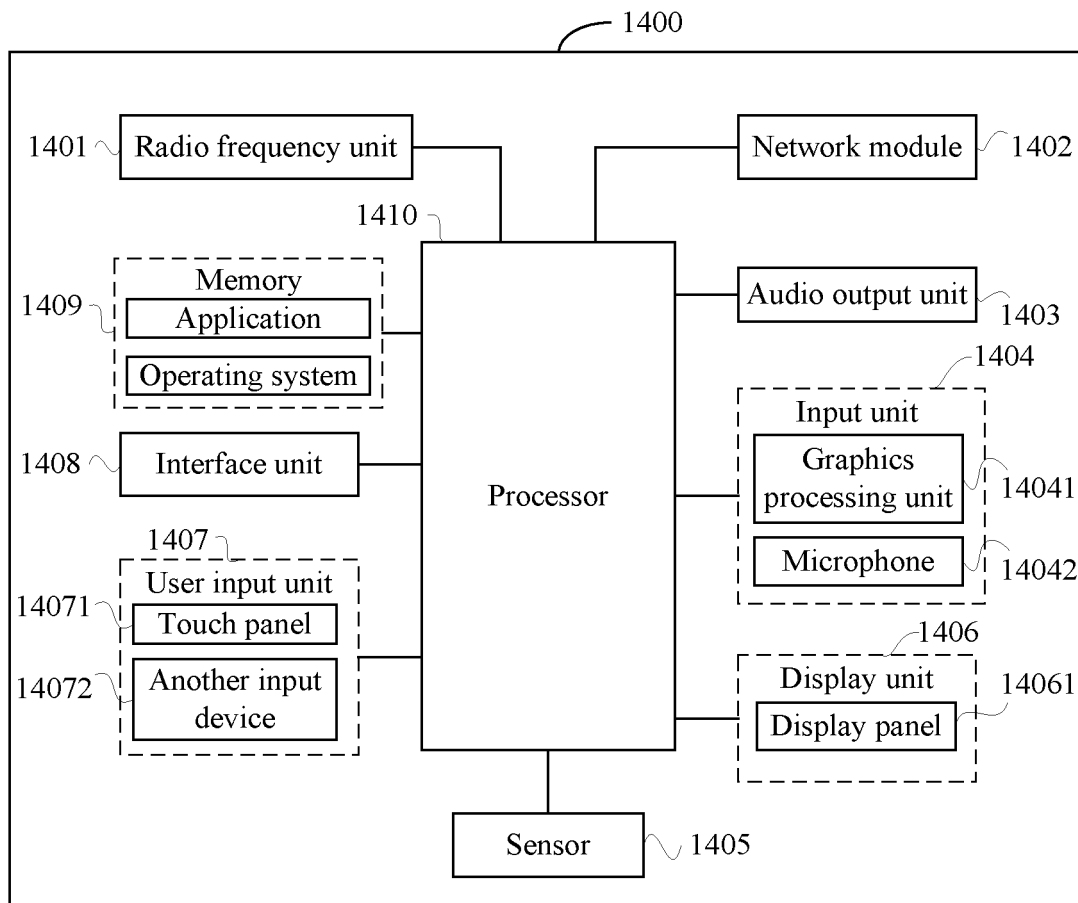 1400
1401
Radio frequency unit
Network module
1402
1410
Memory
1409
Application
Operating system
Audio output unit
1403
1404
Input unit
Graphics
processing unit
14041
Microphone
14042
1408
Interface unit
Processor
1407
User input unit
14071
Touch panel
14072
Another input
device
1406
Display unit
14061
Display panel
Sensor
1405